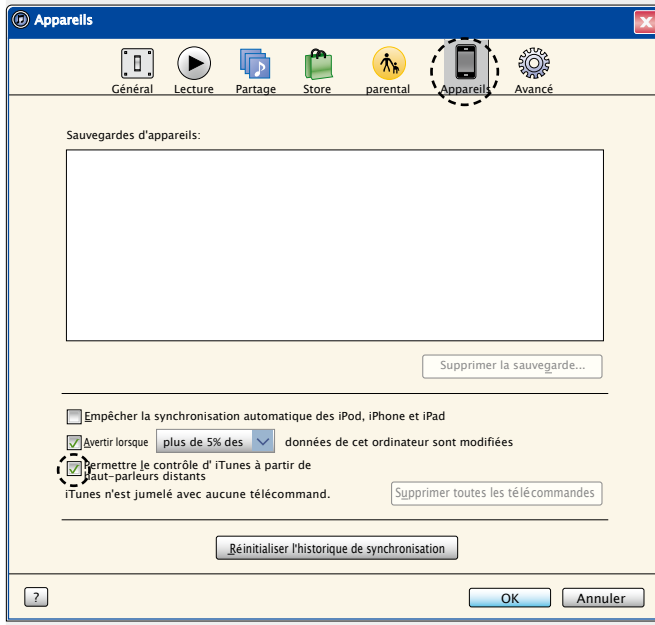 Appareils
Général Lecture Partage Store parental Appareils Avancé
Sauvegardes d'appareils:
Supprimer la sauvegarde...
Empêcher la synchronisation automatique des iPod, iPhone et iPad
Avertir lorsque plus de 5% des données de cet ordinateur sont modifiées
Permettre le contrôle d' iTunes à partir de
haut-parleurs distants
iTunes n'est jumelé avec aucune télécommand. Supprimer toutes les télécommandes
Réinitialiser l'historique de synchronisation
? OK Annuler